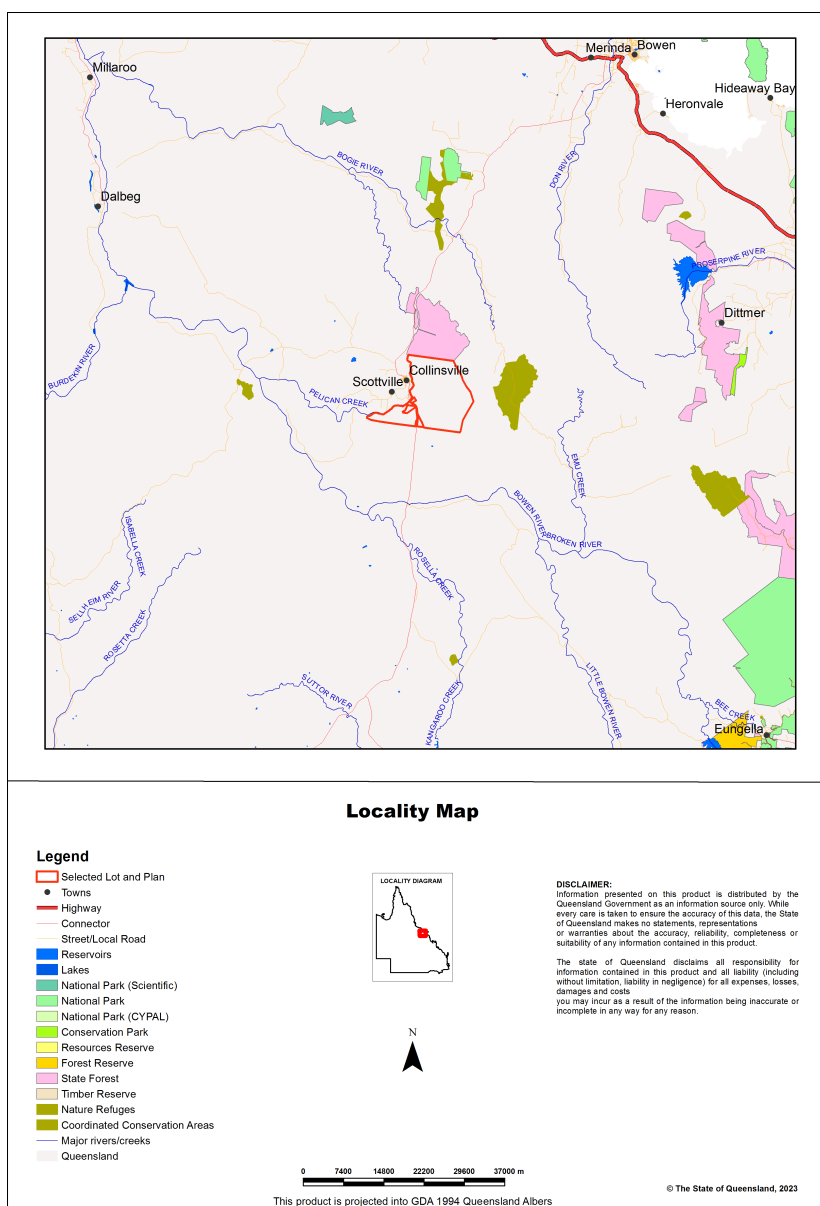 Merinda
Bowen
Millaroo
Hideaway Bay
Heronvale
BOGIE RIVER
DON RIVER
Dalbeg
PROSERPINE RIVER
Dittmer
BURDEKIN RIVER
Collinsville
Scottville
PELICAN CREEK
EMU CREEK
BOWEN RIVER
BROKEN RIVER
ISABELLA CREEK
ROSELLA CREEK
SELLHEIM RIVER
ROSETTA CREEK
SUTTOR RIVER
KANGAROO CREEK
LITTLE BOWEN RIVER
BEE CREEK
Eungella
Locality Map
Legend
Selected Lot and Plan
Towns
Highway
Connector
Street/Local Road
Reservoirs
Lakes
National Park (Scientific)
National Park
National Park (CYPAL)
Conservation Park
Resources Reserve
Forest Reserve
State Forest
Timber Reserve
Nature Refuges
Coordinated Conservation Areas
Major rivers/creeks
Queensland
LOCALITY DIAGRAM
N
DISCLAIMER:
Information presented on this product is distributed by the
Queensland Government as an information source only. While
every care is taken to ensure the accuracy of this data, the State
of Queensland makes no statements, representations
or warranties about the accuracy, reliability, completeness or
suitability of any information contained in this product.
The state of Queensland disclaims all responsibility for
information contained in this product and all liability (including
without limitation, liability in negligence) for all expenses, losses,
damages and costs
you may incur as a result of the information being inaccurate or
incomplete in any way for any reason.
0 7400 14800 22200 29600 37000 m
This product is projected into GDA 1994 Queensland Albers
© The State of Queensland, 2023